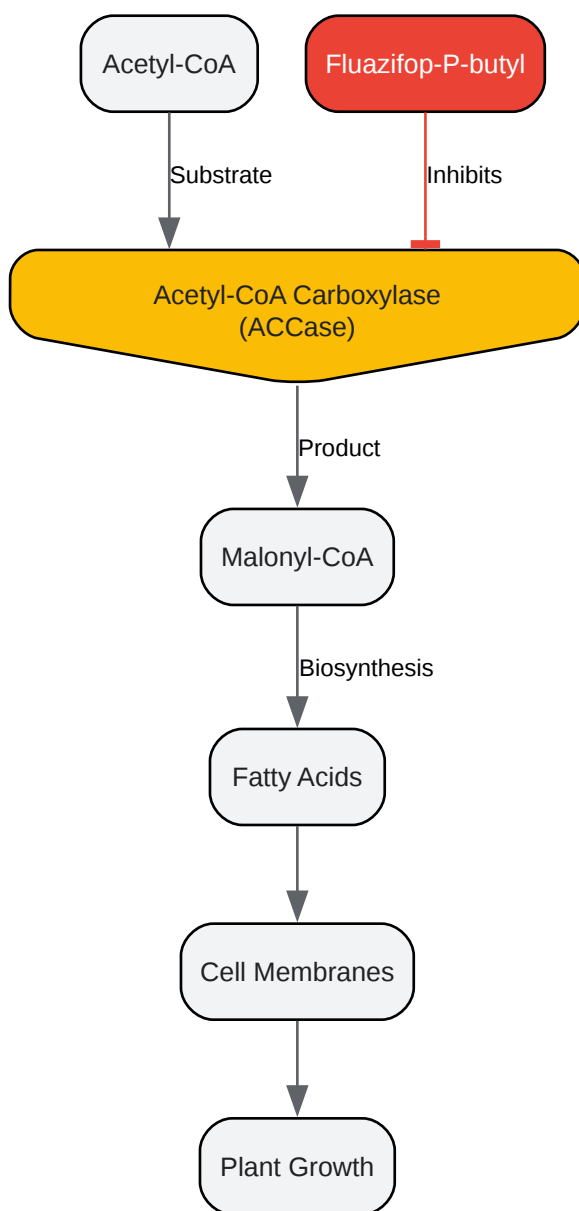 Acetyl-CoA
Fluazifop-P-butyl
Substrate
Inhibits
Acetyl-CoA Carboxylase
(ACCase)
Product
Malonyl-CoA
Biosynthesis
Fatty Acids
Cell Membranes
Plant Growth